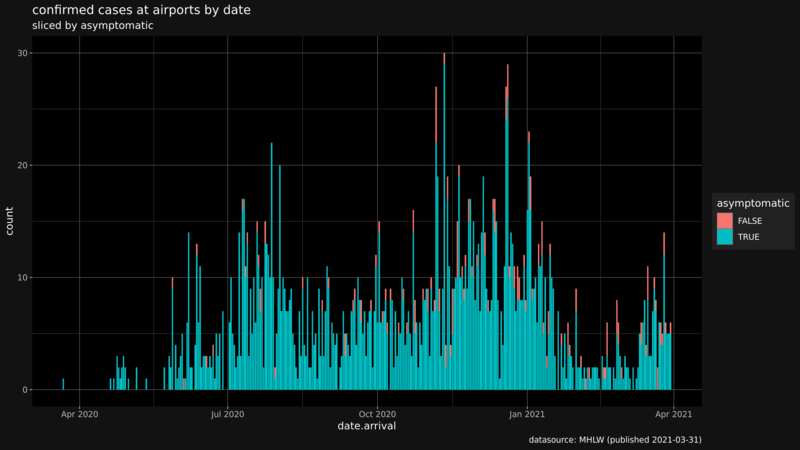 confirmed cases at airports by date
sliced by asymptomatic
30
20
10
0
count
Apr 2020
Jul 2020
Oct 2020
Jan 2021
Apr 2021
date.arrival
asymptomatic
FALSE
TRUE
datasource: MHLW (published 2021-03-31)